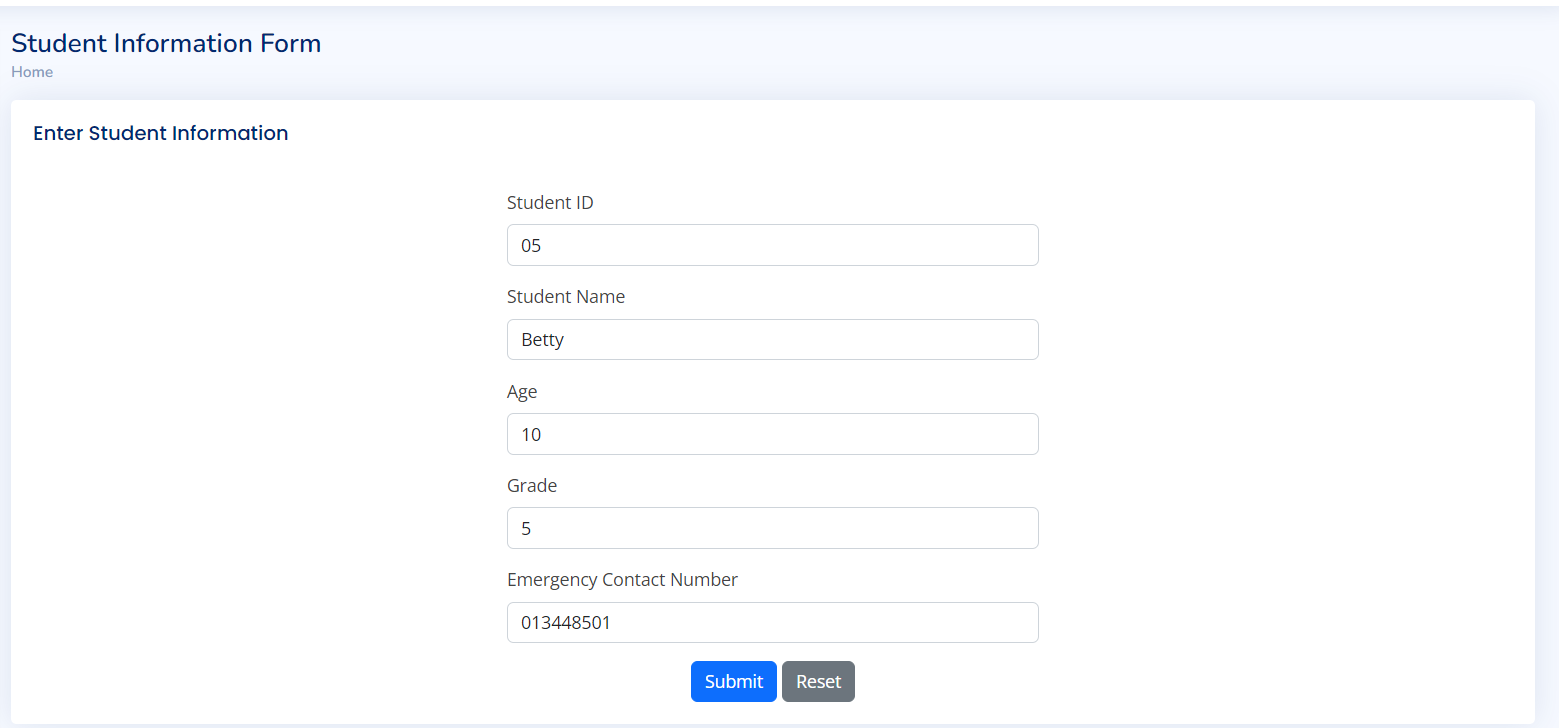 Student Information Form
Home
Enter Student Information
Student ID
05
Student Name
Betty
Age
10
Grade
5
Emergency Contact Number
013448501
Submit Reset